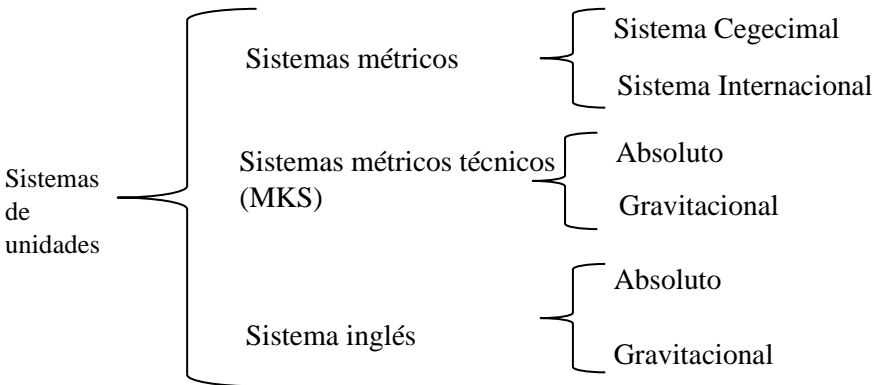 Sistemas
de
unidades
Sistemas métricos
Sistema Cegecimal
Sistema Internacional
Sistemas métricos técnicos
(MKS)
Absoluto
Gravitacional
Sistema inglés
Absoluto
Gravitacional